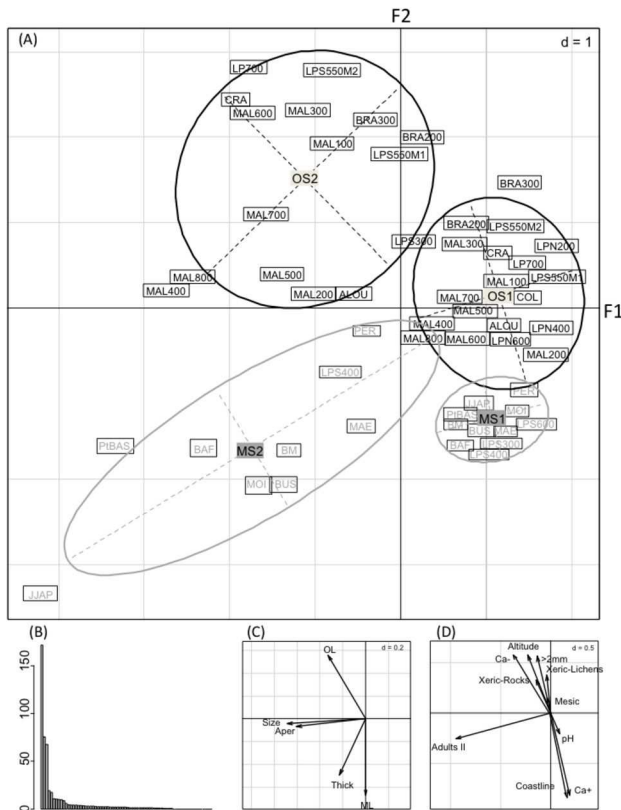 F2
(A)
d = 1
LP700
LPS550M2
CRA
MAL600
MAL300
BRA300
MAL100
BRA200
LPS550M1
OS2
BRA300
MAL700
BRA200
LPS550M2
LPS300
MAL300
LPN200
CRA
LP700
MAL800
MAL500
MAL100
LPS550M1
MAL400
MAL200
ALOU
MAL700
OS1
COL
F1
MAL500
PER
MAL400
ALOU
LPN400
MAL800
MAL600
LPN600
MAL200
LPS400
PER
JJAP
MOI
PtBAS
MS1
MAE
BM
BUS
MAE
LPS600
PtBAS
BAF
MS2
BM
BAF
LPS300
LPS400
MOI
BUS
JJAP
(B)
(C)
(D)
150
100
50
0
d = 0.2
OL
Size
Aper
Thick
ML
d = 0.5
Altitude
Ca-
>2mm
Xeric-Lichens
Xeric-Rocks
Mesic
pH
Adults II
Coastline
Ca+